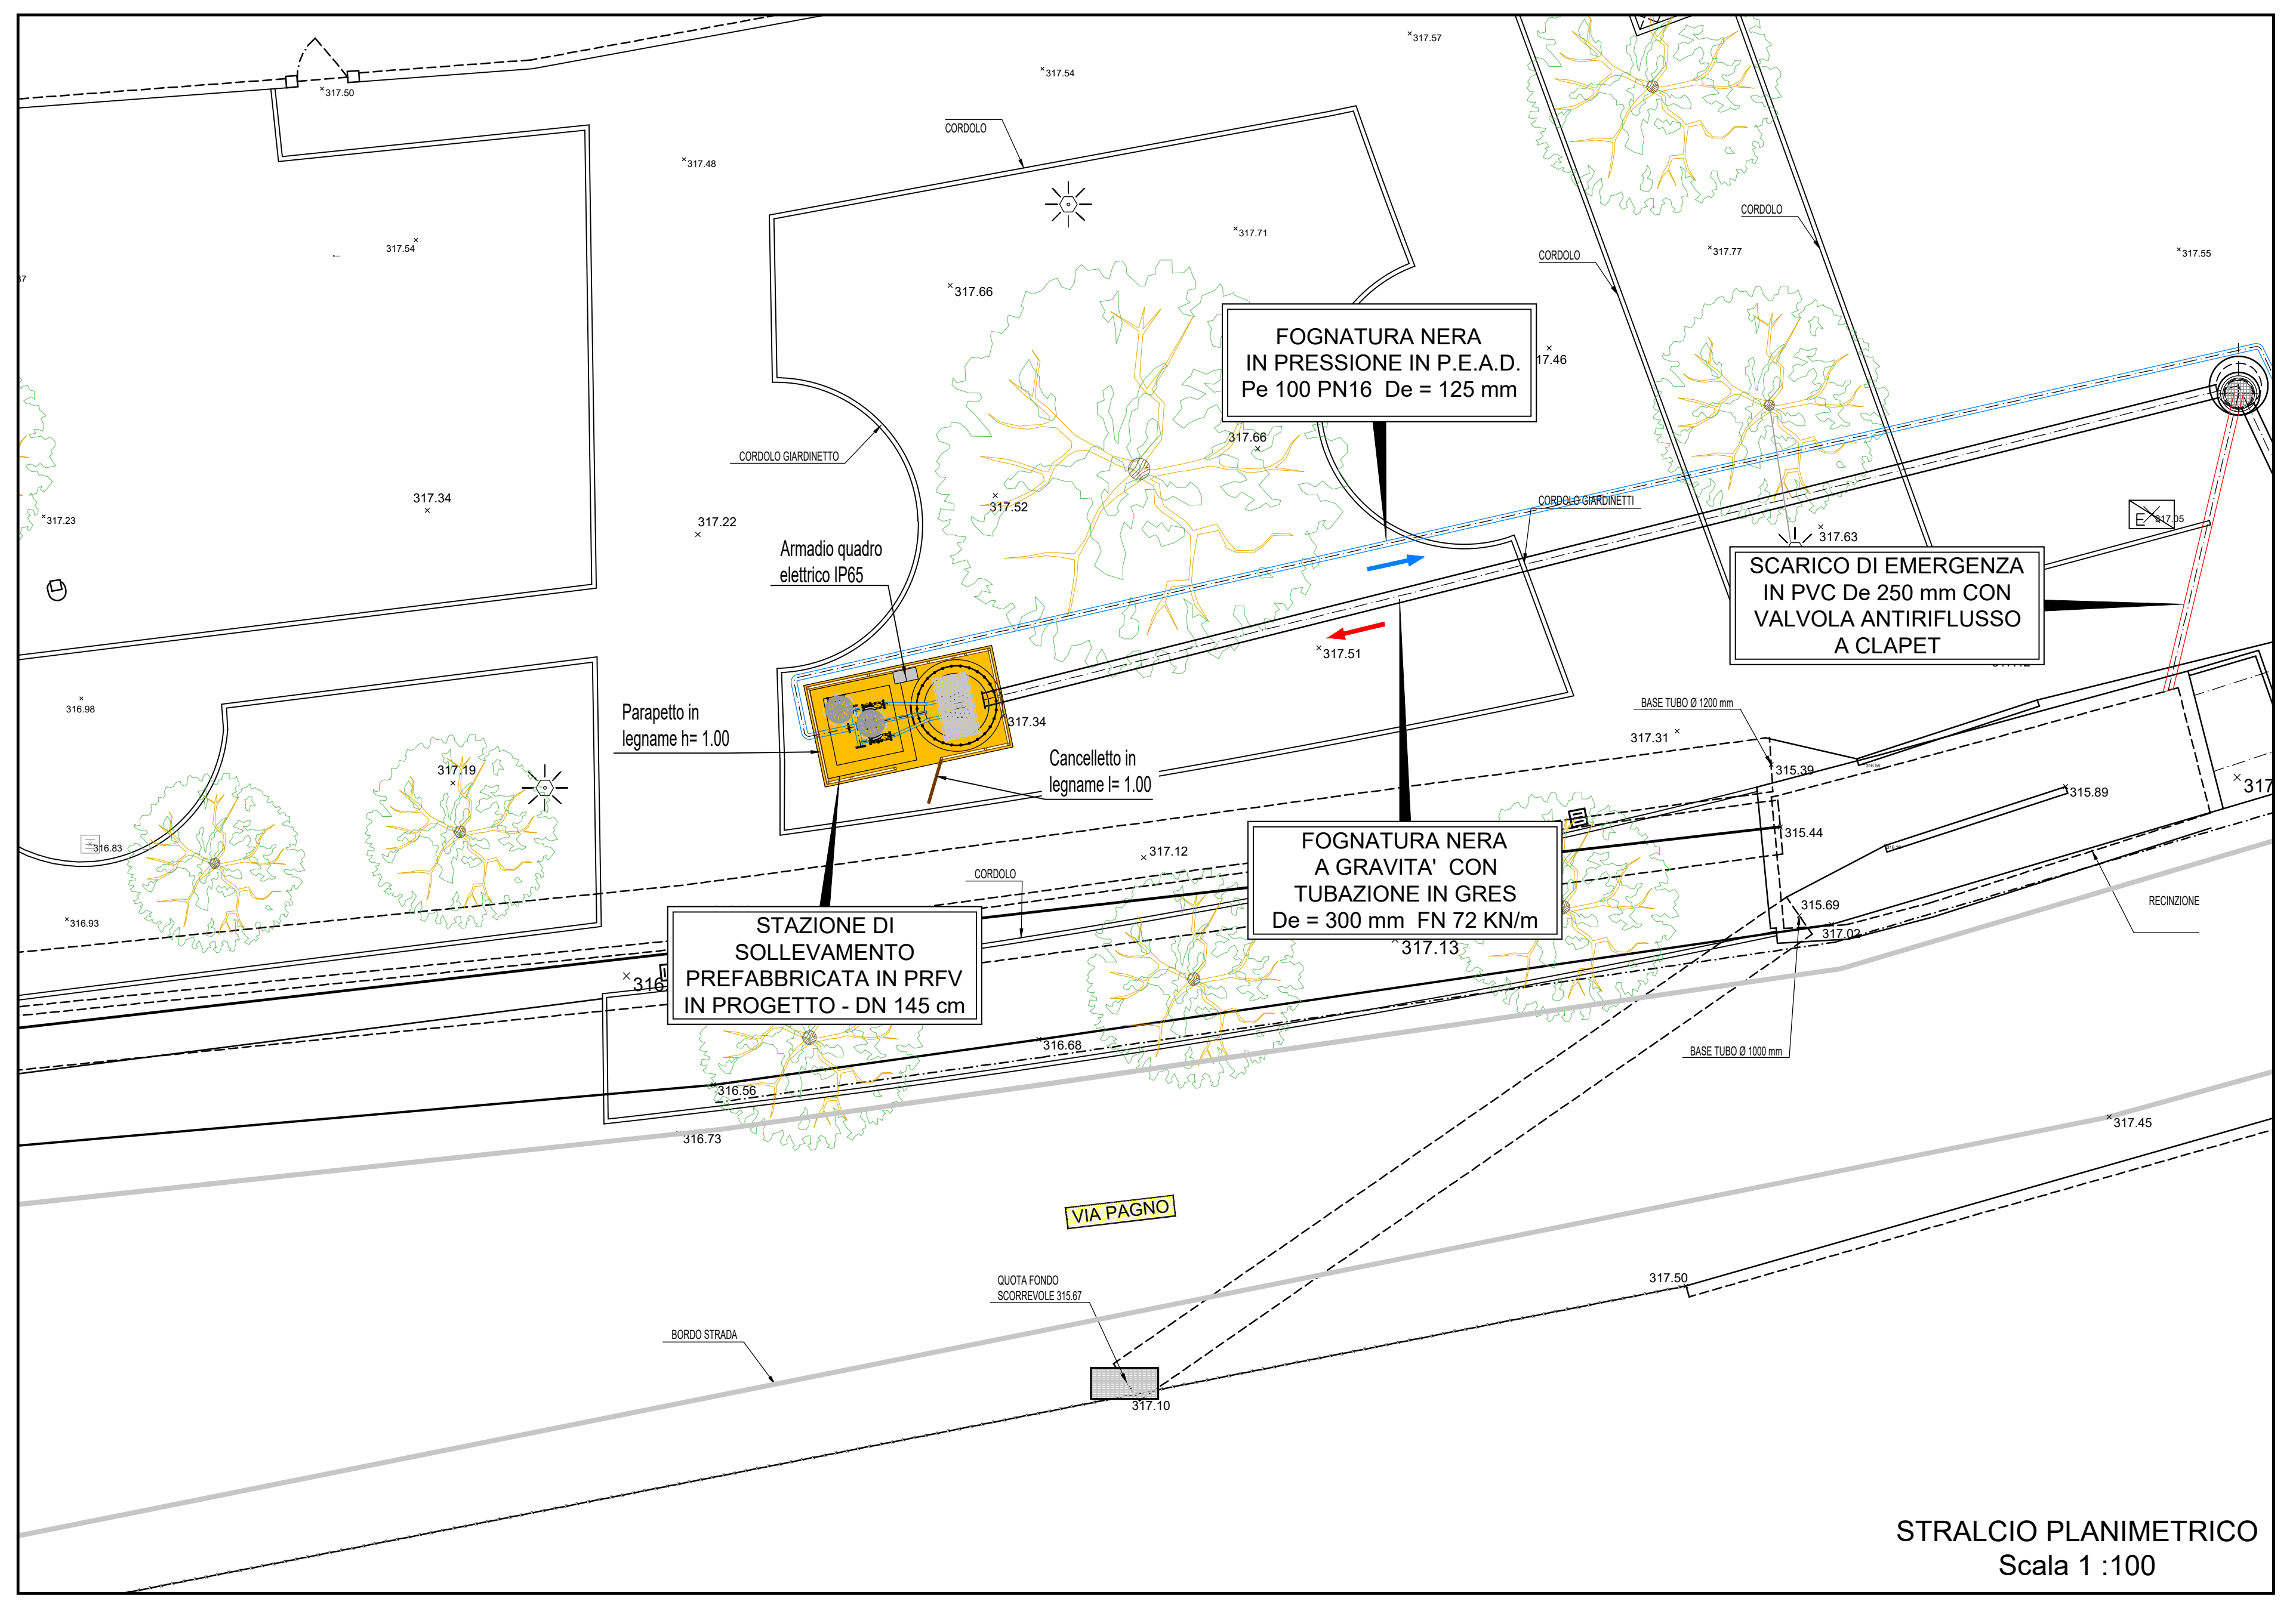 317.57
317.54
317.50
CORDOLO
317.48
CORDOLO
317.71
317.54
317.77
317.55
CORDOLO
317.66
FOGNATURA NERA
IN PRESSIONE IN P.E.A.D.
Pe 100 PN16 De = 125 mm
17.46
317.66
CORDOLO GIARDINETTO
317.34
CORDOLO GIARDINETTI
317.52
317.23
317.22
317.05
E
317.63
Armadio quadro
elettrico IP65
SCARICO DI EMERGENZA
IN PVC De 250 mm CON
VALVOLA ANTIRIFLUSSO
A CLAPET
317.51
316.98
Parapetto in
legname h= 1.00
317.34
BASE TUBO Ø 1200 mm
317.31
Cancelletto in
legname l= 1.00
317.19
315.39
317
315.89
315.44
316.83
317.12
FOGNATURA NERA
A GRAVITA' CON
TUBAZIONE IN GRES
De = 300 mm FN 72 KN/m
CORDOLO
RECINZIONE
315.69
316.93
317.02
STAZIONE DI
SOLLEVAMENTO
PREFABBRICATA IN PRFV
IN PROGETTO - DN 145 cm
317.13
316
316.68
BASE TUBO Ø 1000 mm
316.56
316.73
317.45
VIA PAGNO
QUOTA FONDO
SCORREVOLE 315.67
317.50
BORDO STRADA
317.10
STRALCIO PLANIMETRICO
Scala 1 :100